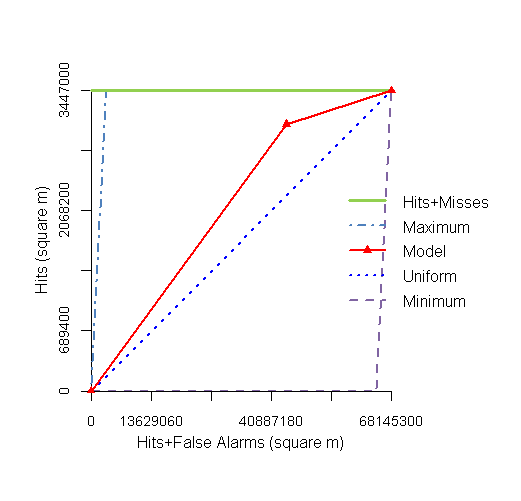 3447000
2068200
689400
0
Hits (square m)
0 13629060 40887180 68145300
Hits+False Alarms (square m)
Hits+Misses
Maximum
Model
Uniform
Minimum